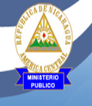 REPUBLICA DE NICARAGUA
AMERICA CENTRAL
MINISTERIO
PUBLICO